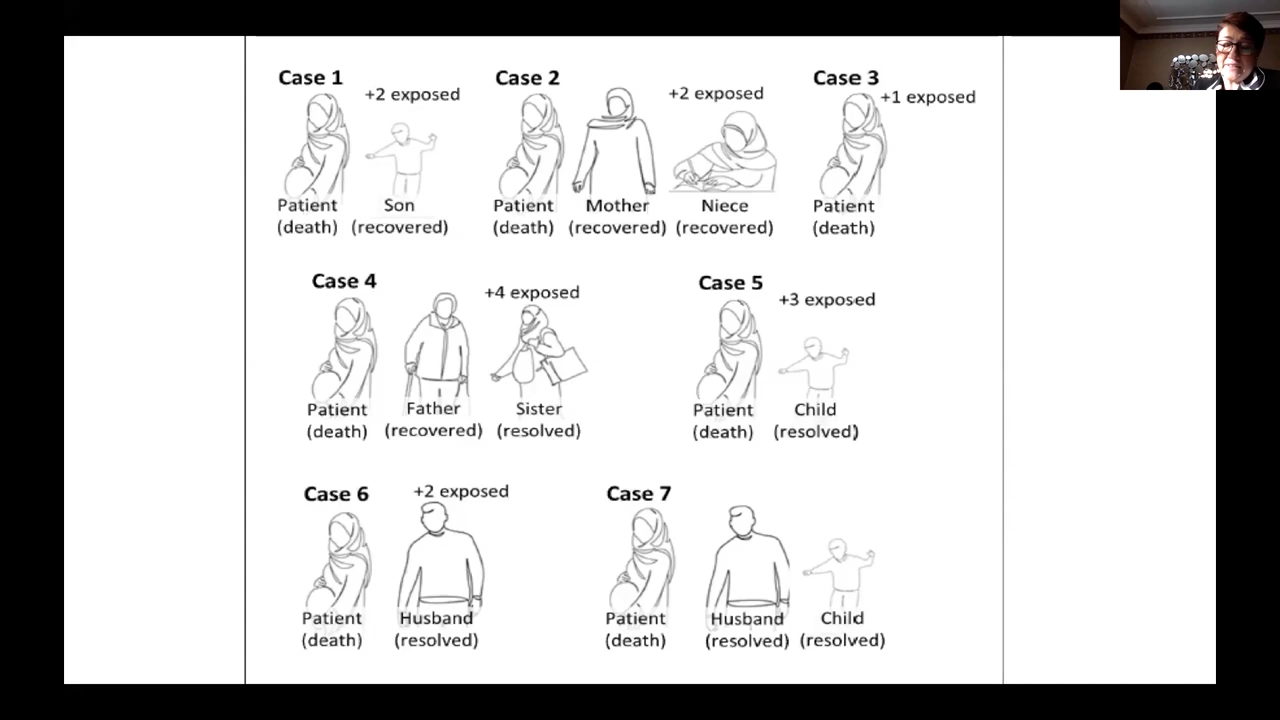 Case 1
+2 exposed
Patient
(death)
Son
(recovered)
Case 2
+2 exposed
Patient
(death)
Mother
(recovered)
Niece
(recovered)
Case 3
+1 exposed
Patient
(death)
Case 4
+4 exposed
Patient
(death)
Father
(recovered)
Sister
(resolved)
Case 5
+3 exposed
Patient
(death)
Child
(resolved)
Case 6
+2 exposed
Patient
(death)
Husband
(resolved)
Case 7
Patient
(death)
Husband
(resolved)
Child
(resolved)